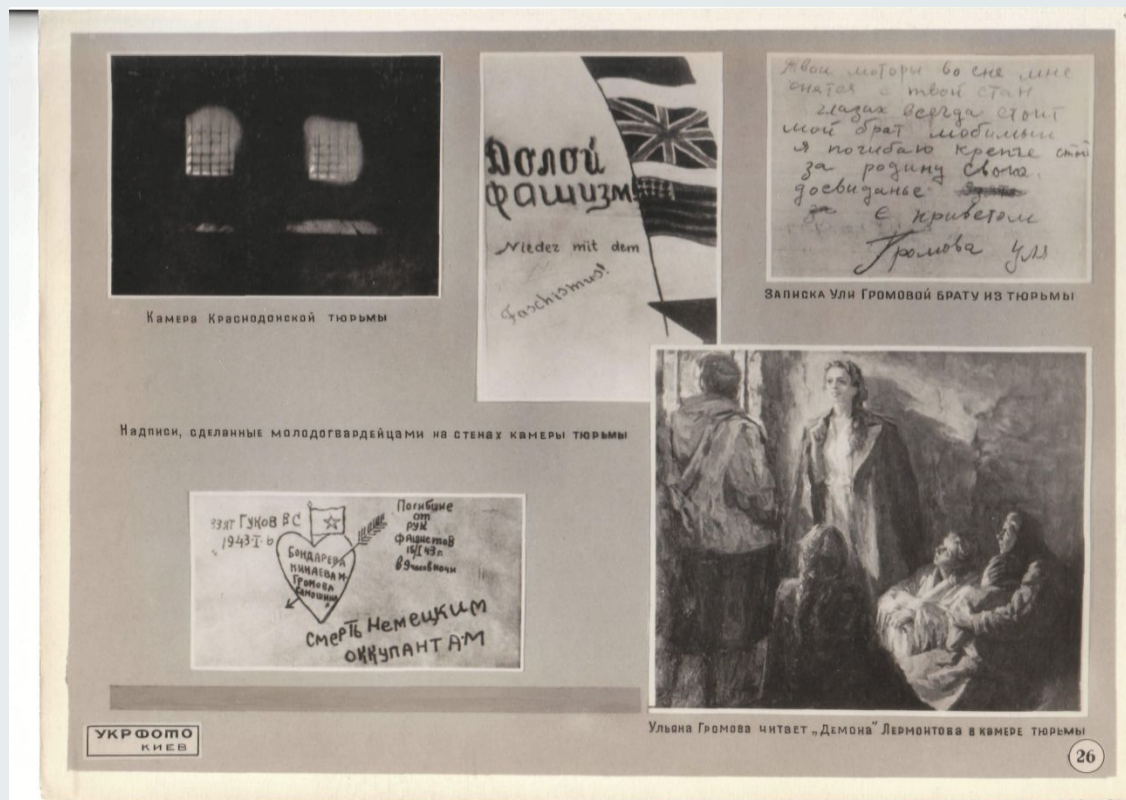 Долой
фашизм!
Nieder mit dem
Faschismus!
Твои моторы во сне мне
снятся с твой стан
глазах всегда стоит
мой брат любимый
я погибаю крепче стой
за родину свою.
досвиданье
С приветом
Громова Уля
Камера Краснодонской тюрьмы
Записка Ули Громовой брату из тюрьмы
Надписи, сделанные молодогвардейцами на стенах камеры тюрьмы
взят Гуков В С
1943-I-6
Бондарева
Минаева
Громова
Самошина
Погибшие
от
рук
фашистов
15/I 43 г.
в 9 часов ночи
смерть Немецким
оккупантам
Ульяна Громова читает „Демона" Лермонтова в камере тюрьмы
УКРФОТО
КИЕВ
26